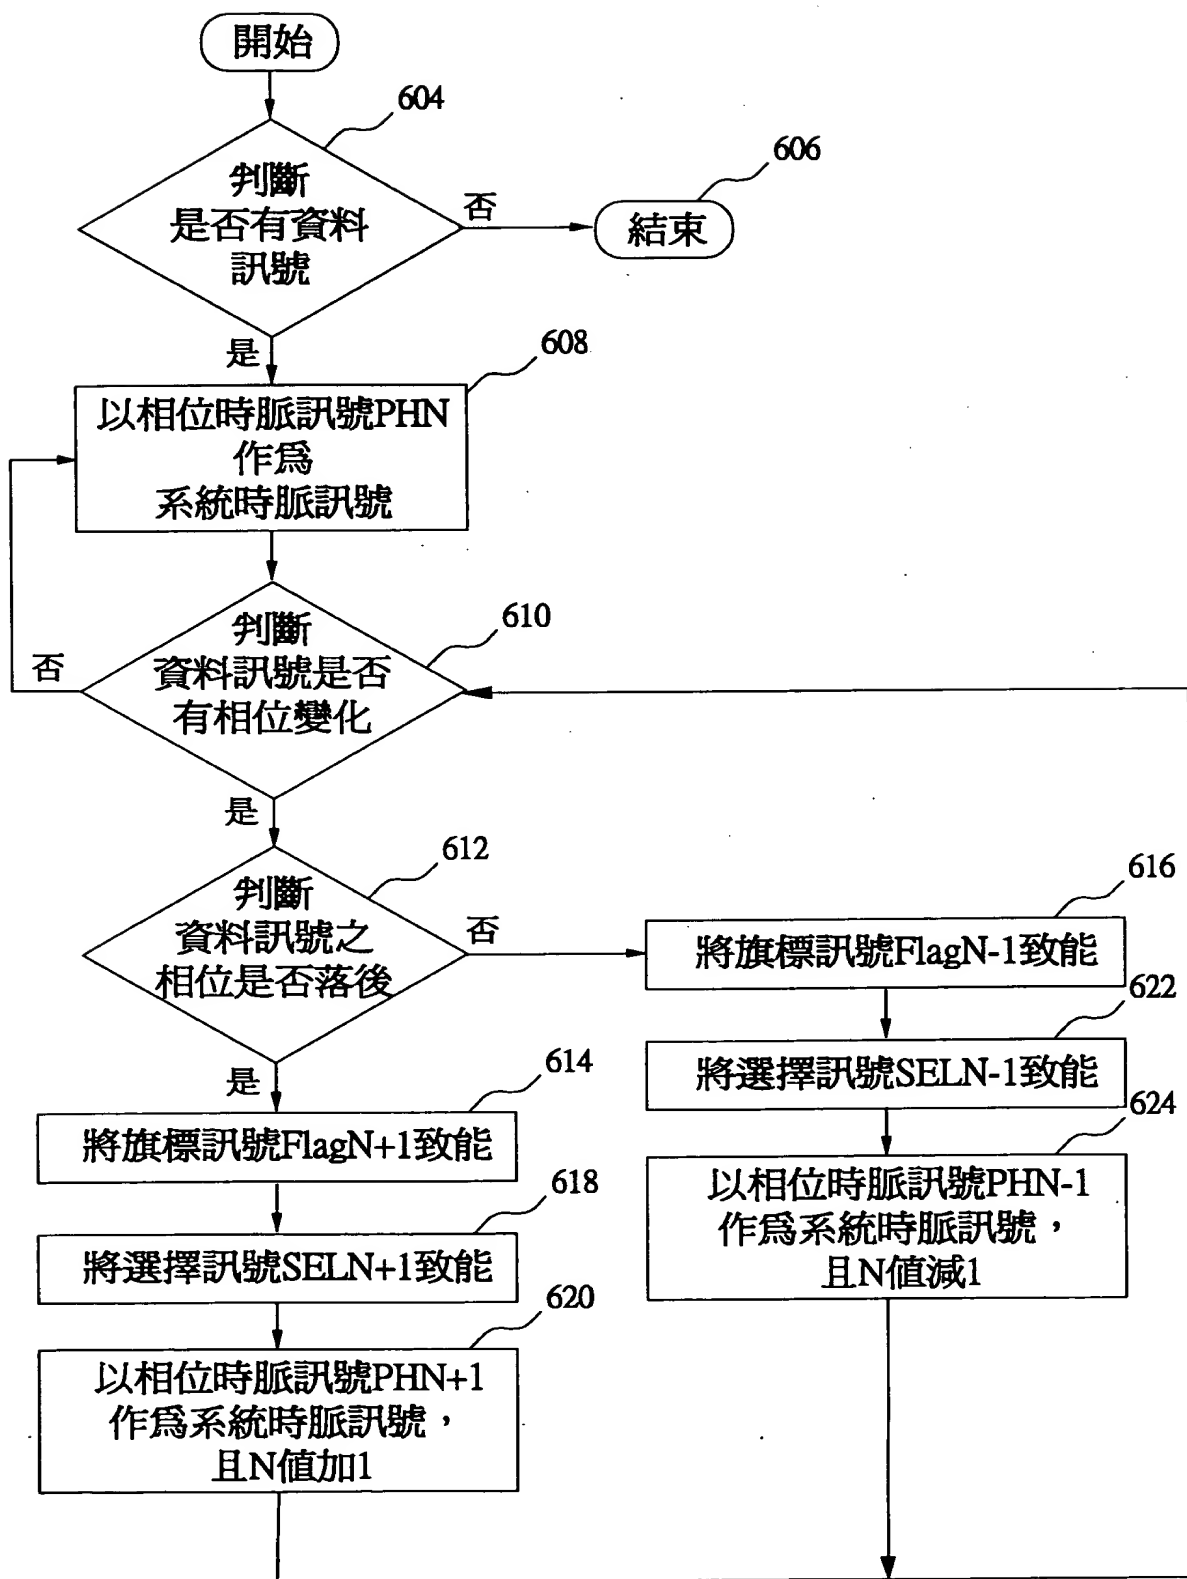 開始
604
判斷
是否有資料
訊號
否
606
結束
是
608
以相位時脈訊號PHN
作爲
系統時脈訊號
610
判斷
資料訊號是否
有相位變化
否
是
612
判斷
資料訊號之
相位是否落後
否
616
將旗標訊號FlagN-1致能
622
將選擇訊號SELN-1致能
624
以相位時脈訊號PHN-1
作爲系統時脈訊號，
且N值減1
是
614
將旗標訊號FlagN+1致能
618
將選擇訊號SELN+1致能
620
以相位時脈訊號PHN+1
作爲系統時脈訊號，
且N值加1